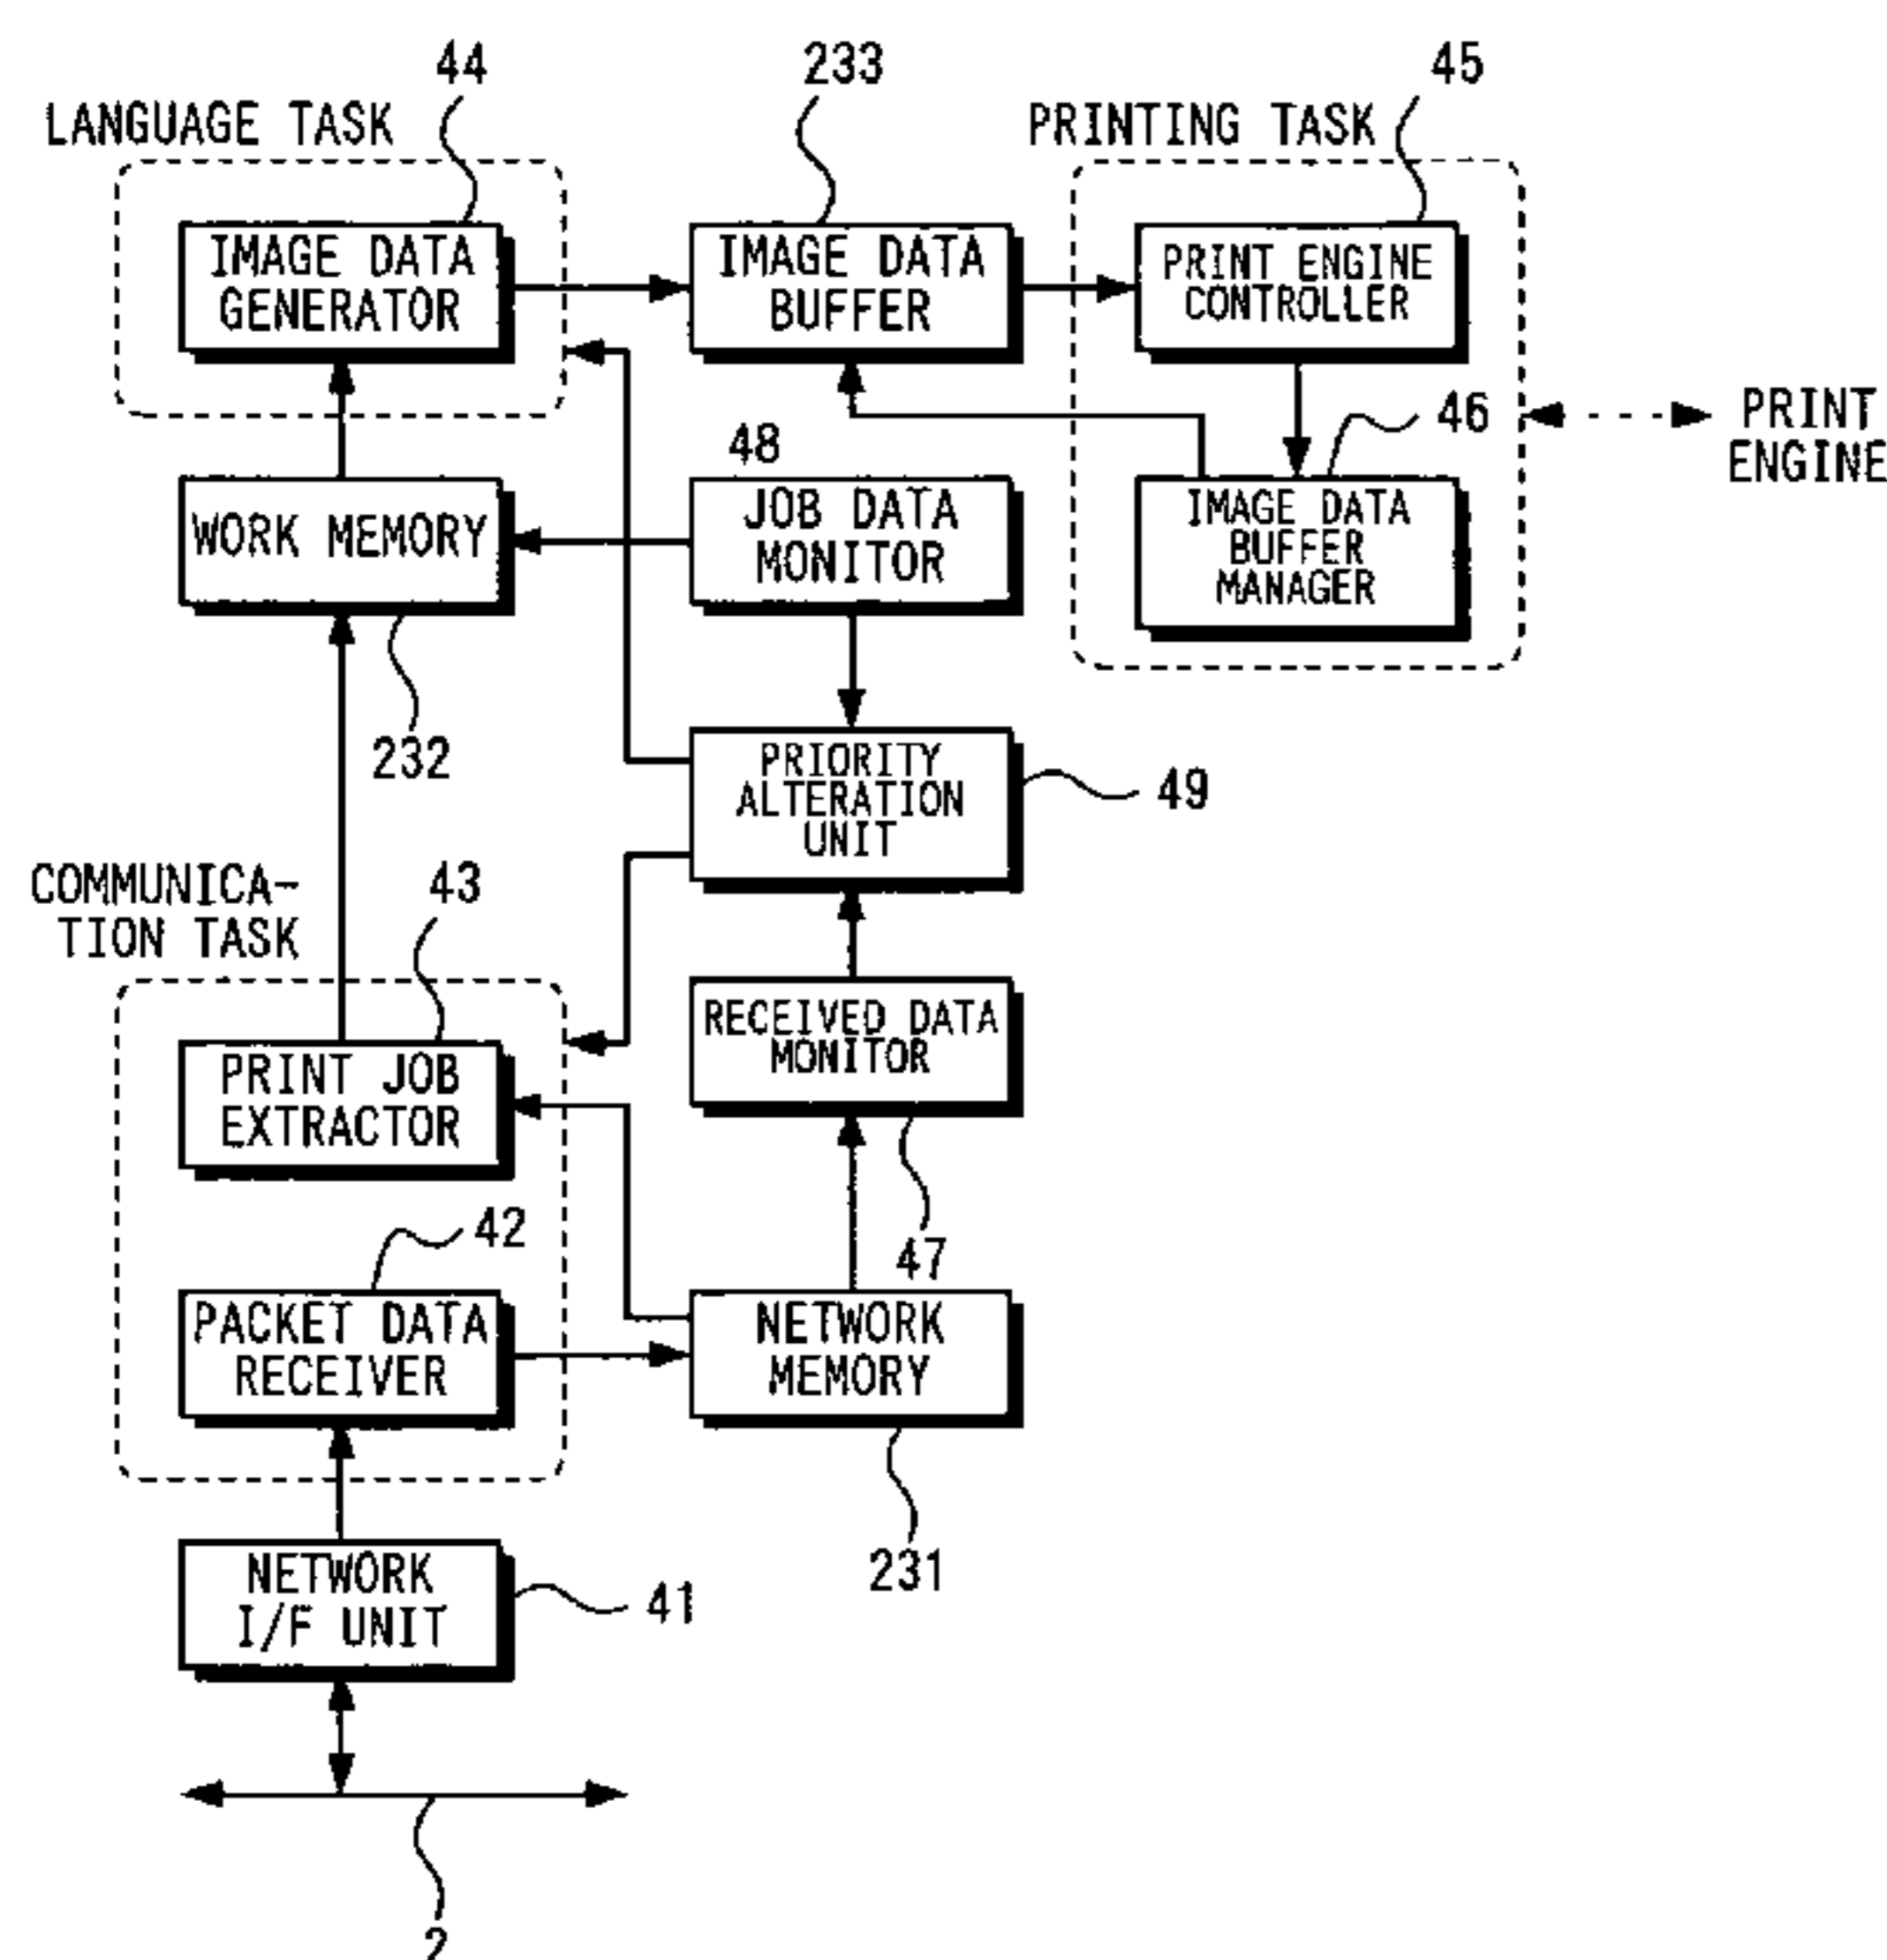 44
233
45
LANGUAGE TASK
PRINTING TASK
IMAGE DATA
GENERATOR
IMAGE DATA
BUFFER
PRINT ENGINE
CONTROLLER
46
PRINT
ENGINE
48
WORK MEMORY
JOB DATA
MONITOR
IMAGE DATA
BUFFER
MANAGER
232
PRIORITY
ALTERATION
UNIT
49
COMMUNICA-
TION TASK
43
PRINT JOB
EXTRACTOR
RECEIVED DATA
MONITOR
42
47
PACKET DATA
RECEIVER
NETWORK
MEMORY
231
NETWORK
I/F UNIT
41
2